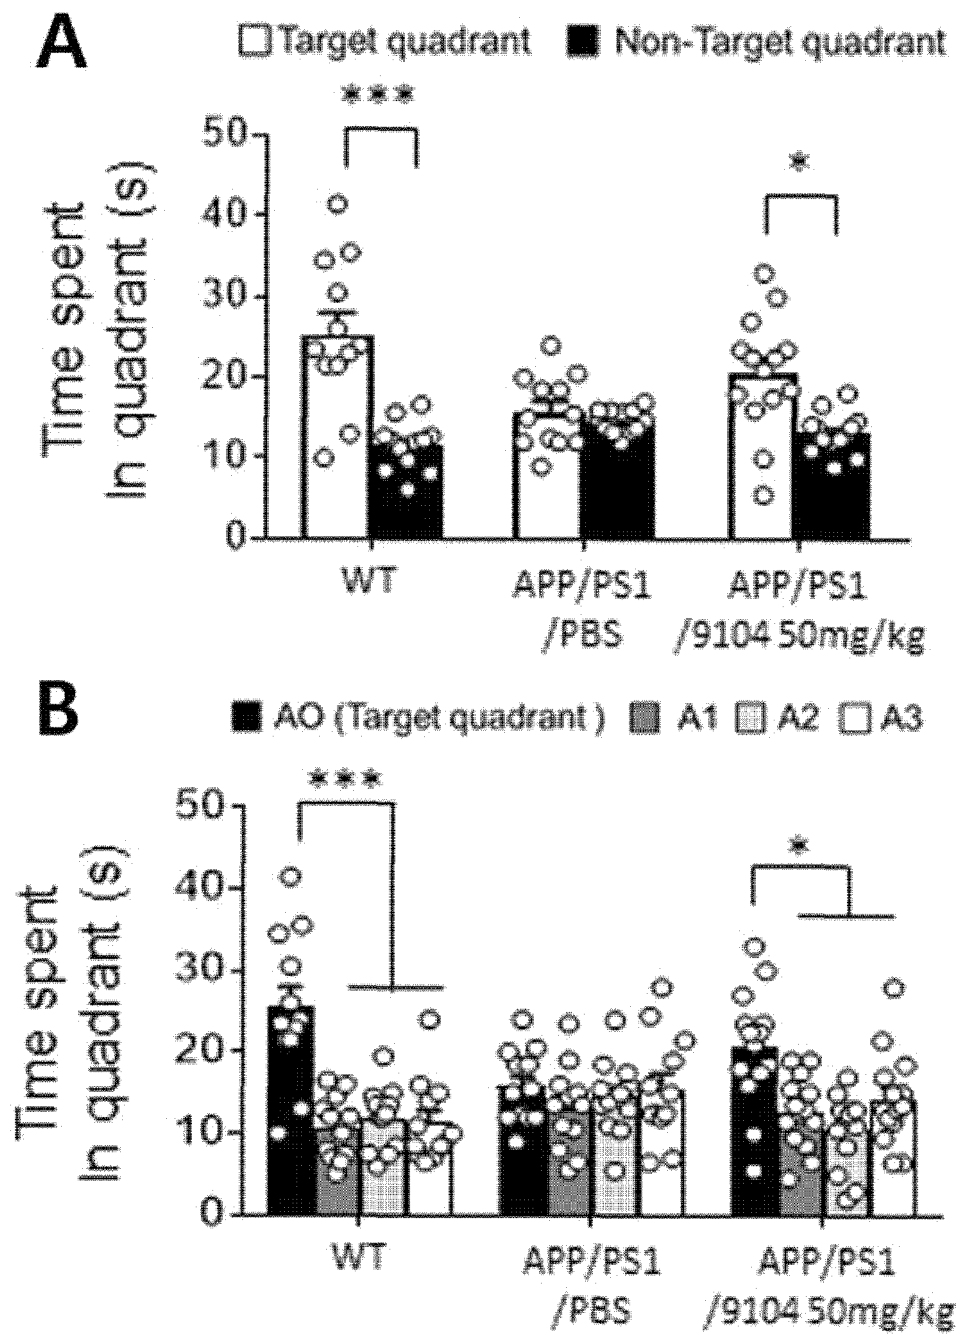 A
Target quadrant Non-Target quadrant
***
*
Time spent
In quadrant (s)
50
40
30
20
10
0
WT
APP/PS1
/PBS
APP/PS1
/9104 50mg/kg
B
AO (Target quadrant ) A1 A2 A3
***
*
Time spent
In quadrant (s)
50
40
30
20
10
0
WT
APP/PS1
/PBS
APP/PS1
/9104 50mg/kg